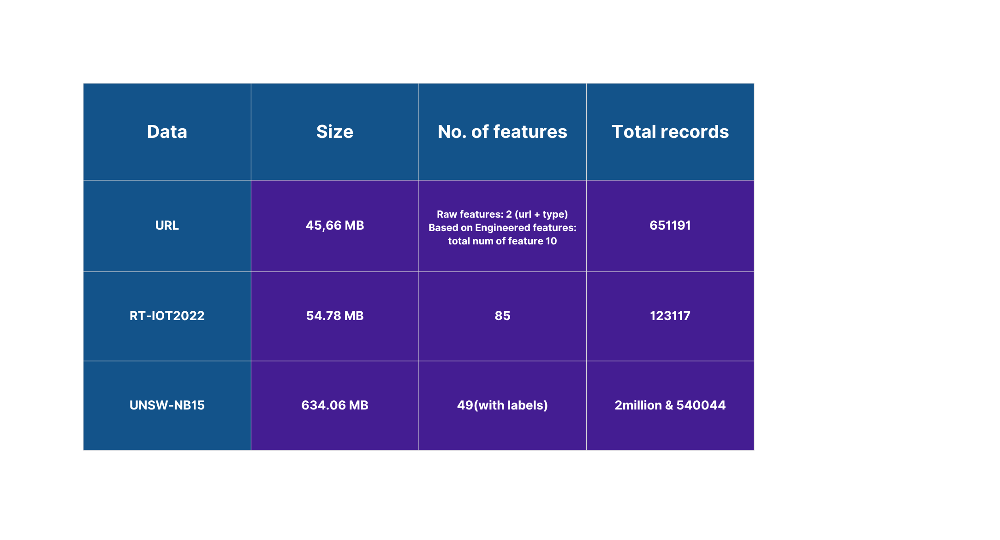 Data Size No. of features Total records
URL 45,66 MB Raw features: 2 (url + type)
Based on Engineered features:
total num of feature 10 651191
RT-IOT2022 54.78 MB 85 123117
UNSW-NB15 634.06 MB 49(with labels) 2million & 540044